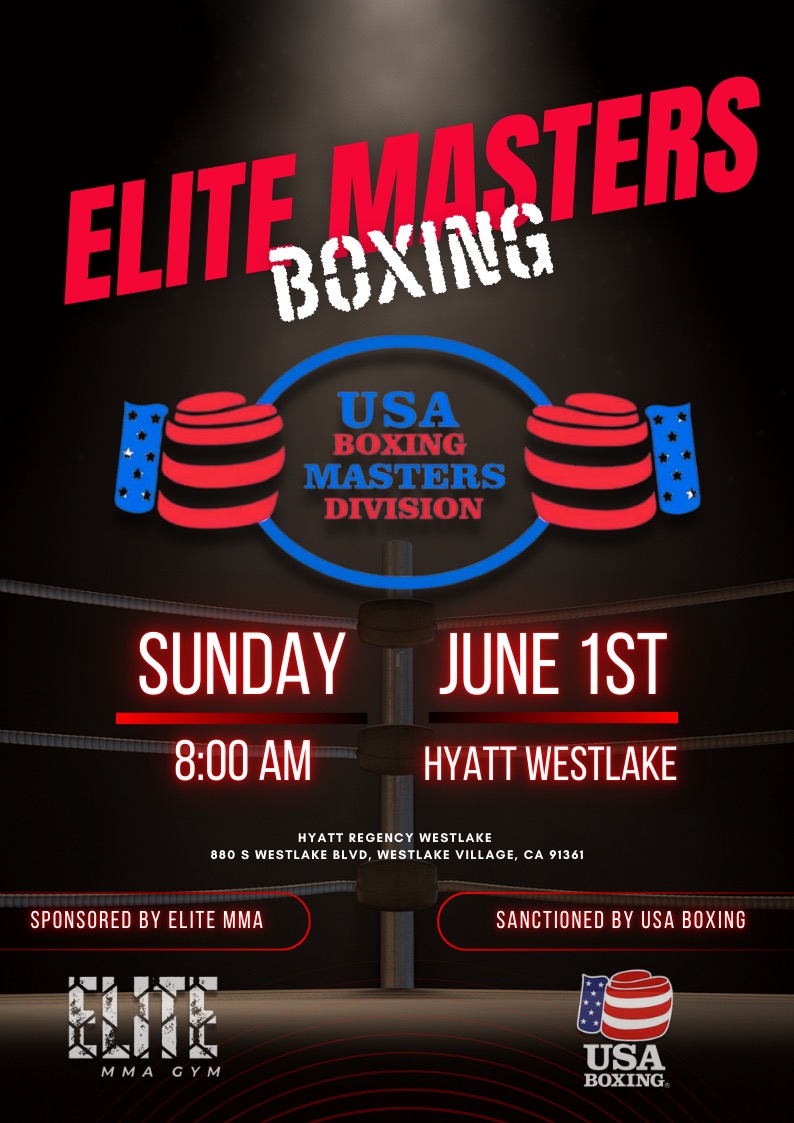 ELITE MASTERS
BOXING
USA
BOXING
MASTERS
DIVISION
SUNDAY
JUNE 1ST
8:00 AM
HYATT WESTLAKE
HYATT REGENCY WESTLAKE
880 S WESTLAKE BLVD, WESTLAKE VILLAGE, CA 91361
SPONSORED BY ELITE MMA
SANCTIONED BY USA BOXING
ELITE
MMA GYM
USA
BOXING®